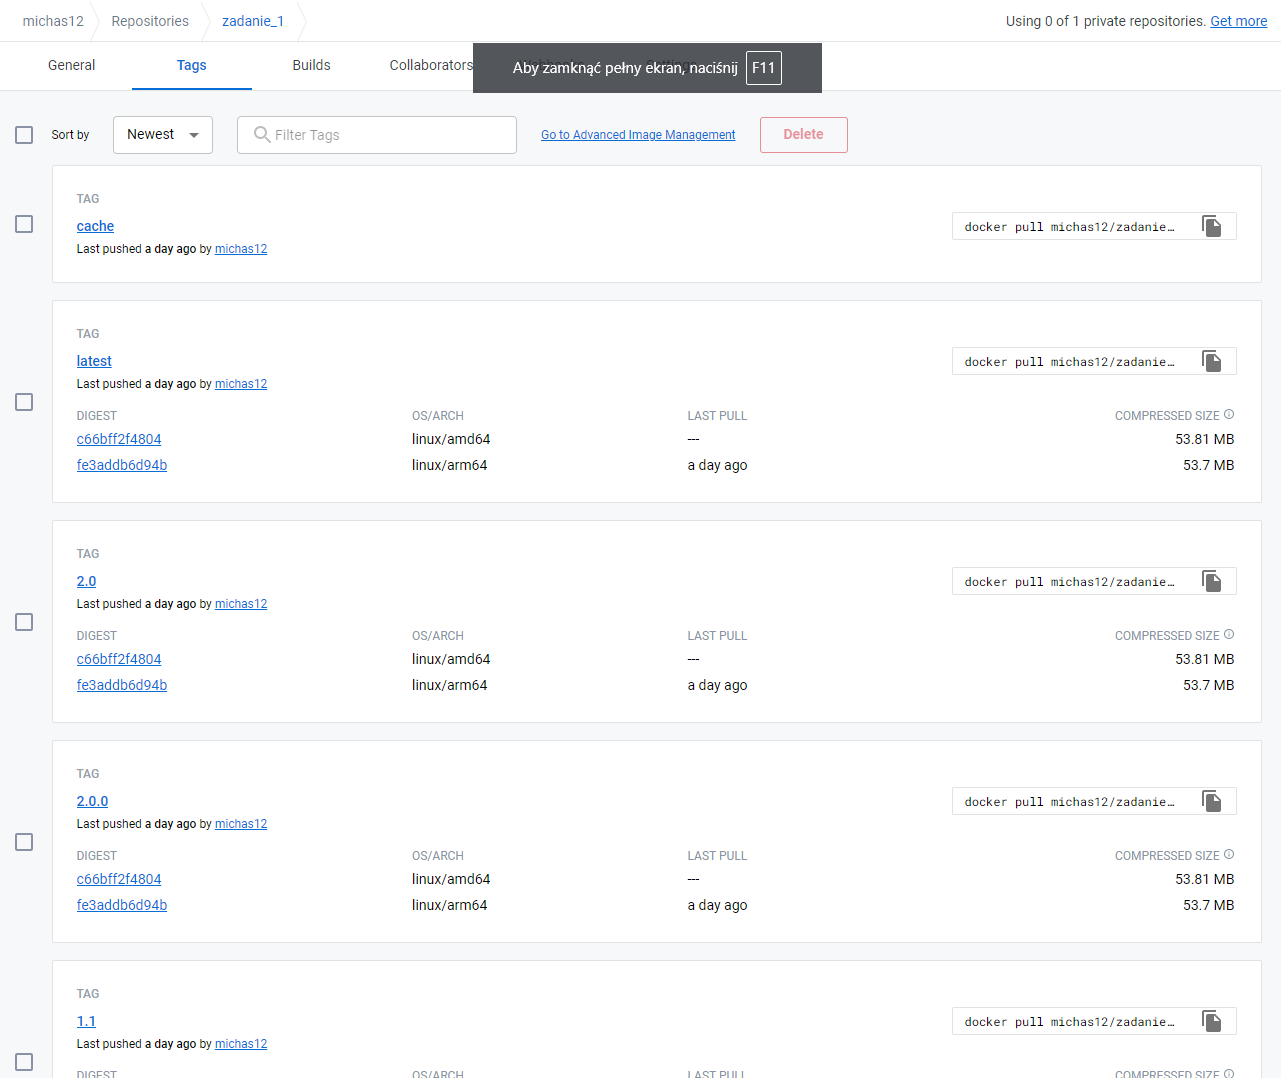 michas12 Repositories zadanie_1 Using 0 of 1 private repositories. Get more
General Tags Builds Collaborators
Aby zamknąć pełny ekran, naciśnij F11
Sort by Newest Filter Tags Go to Advanced Image Management Delete
TAG
cache
docker pull michas12/zadanie…
Last pushed a day ago by michas12
TAG
latest
docker pull michas12/zadanie…
Last pushed a day ago by michas12
DIGEST OS/ARCH LAST PULL COMPRESSED SIZE
c66bff2f4804 linux/amd64 --- 53.81 MB
fe3addb6d94b linux/arm64 a day ago 53.7 MB
TAG
2.0
docker pull michas12/zadanie…
Last pushed a day ago by michas12
DIGEST OS/ARCH LAST PULL COMPRESSED SIZE
c66bff2f4804 linux/amd64 --- 53.81 MB
fe3addb6d94b linux/arm64 a day ago 53.7 MB
TAG
2.0.0
docker pull michas12/zadanie…
Last pushed a day ago by michas12
DIGEST OS/ARCH LAST PULL COMPRESSED SIZE
c66bff2f4804 linux/amd64 --- 53.81 MB
fe3addb6d94b linux/arm64 a day ago 53.7 MB
TAG
1.1
docker pull michas12/zadanie…
Last pushed a day ago by michas12
DIGEST OS/ARCH LAST PULL COMPRESSED SIZE